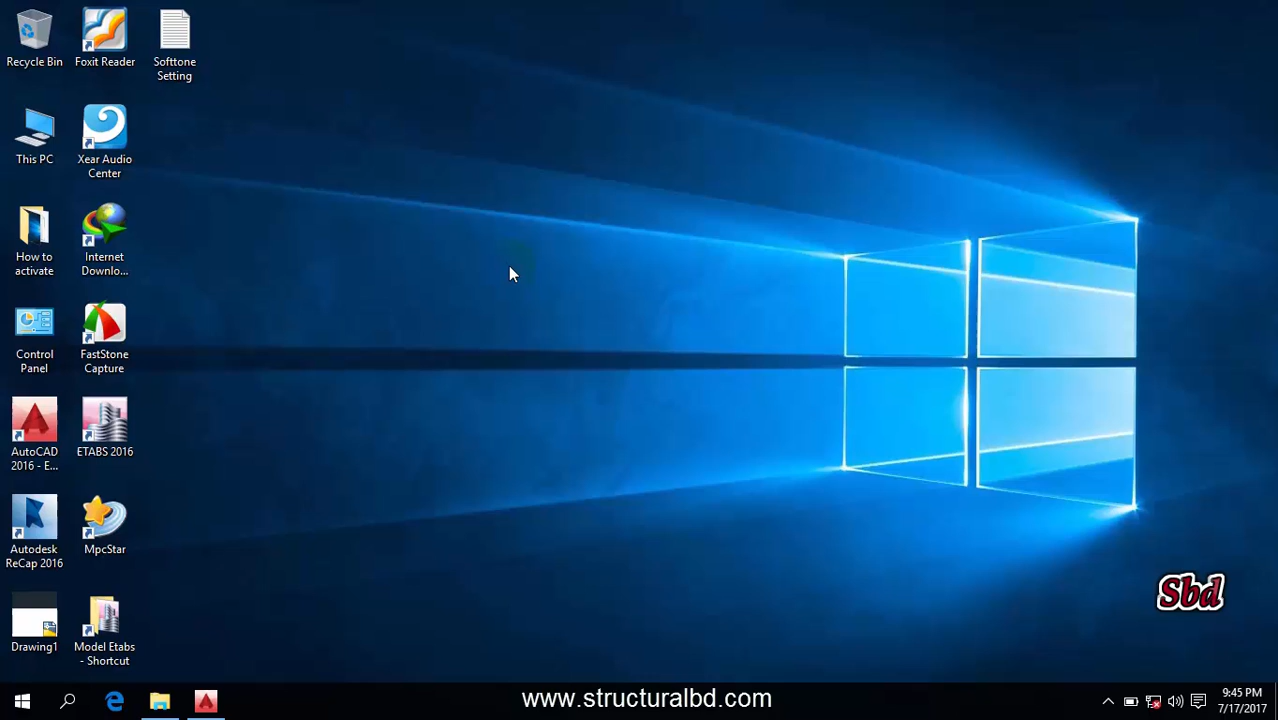 Recycle Bin
Foxit Reader
Softtone
Setting
This PC
Xear Audio
Center
How to
activate
Internet
Downlo...
Control
Panel
FastStone
Capture
AutoCAD
2016 - E...
ETABS 2016
Autodesk
ReCap 2016
MpcStar
Drawing1
Model Etabs
- Shortcut
Sbd
www.structuralbd.com
9:45 PM
7/17/2017